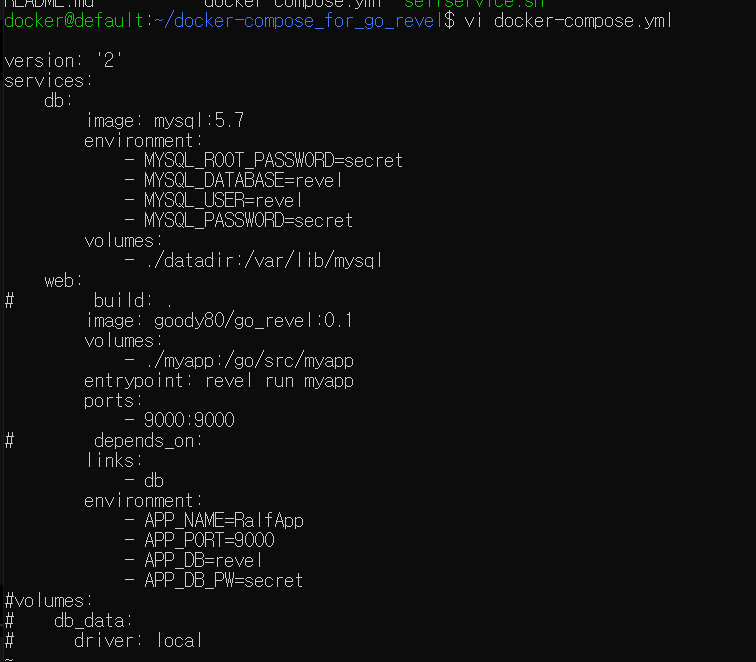 README.md docker-compose.yml selfservice.sh
docker@default:~/docker-compose_for_go_revel$ vi docker-compose.yml
version: '2'
services:
    db:
        image: mysql:5.7
        environment:
            - MYSQL_ROOT_PASSWORD=secret
            - MYSQL_DATABASE=revel
            - MYSQL_USER=revel
            - MYSQL_PASSWORD=secret
        volumes:
            - ./datadir:/var/lib/mysql
    web:
#        build: .
        image: goody80/go_revel:0.1
        volumes:
            - ./myapp:/go/src/myapp
        entrypoint: revel run myapp
        ports:
            - 9000:9000
#        depends_on:
        links:
            - db
        environment:
            - APP_NAME=RalfApp
            - APP_PORT=9000
            - APP_DB=revel
            - APP_DB_PW=secret
#volumes:
#    db_data:
#      driver: local
~